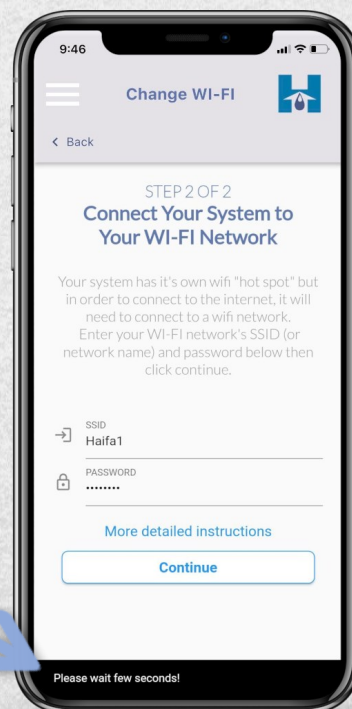 9:46
Change WI-FI
Back
STEP 2 OF 2
Connect Your System to
Your WI-FI Network
Your system has it's own wifi "hot spot" but
in order to connect to the internet, it will
need to connect to a wifi network.
Enter your WI-FI network's SSID (or
network name) and password below then
click continue.
SSID
Haifa1
PASSWORD
••••••••
More detailed instructions
Continue
Please wait few seconds!